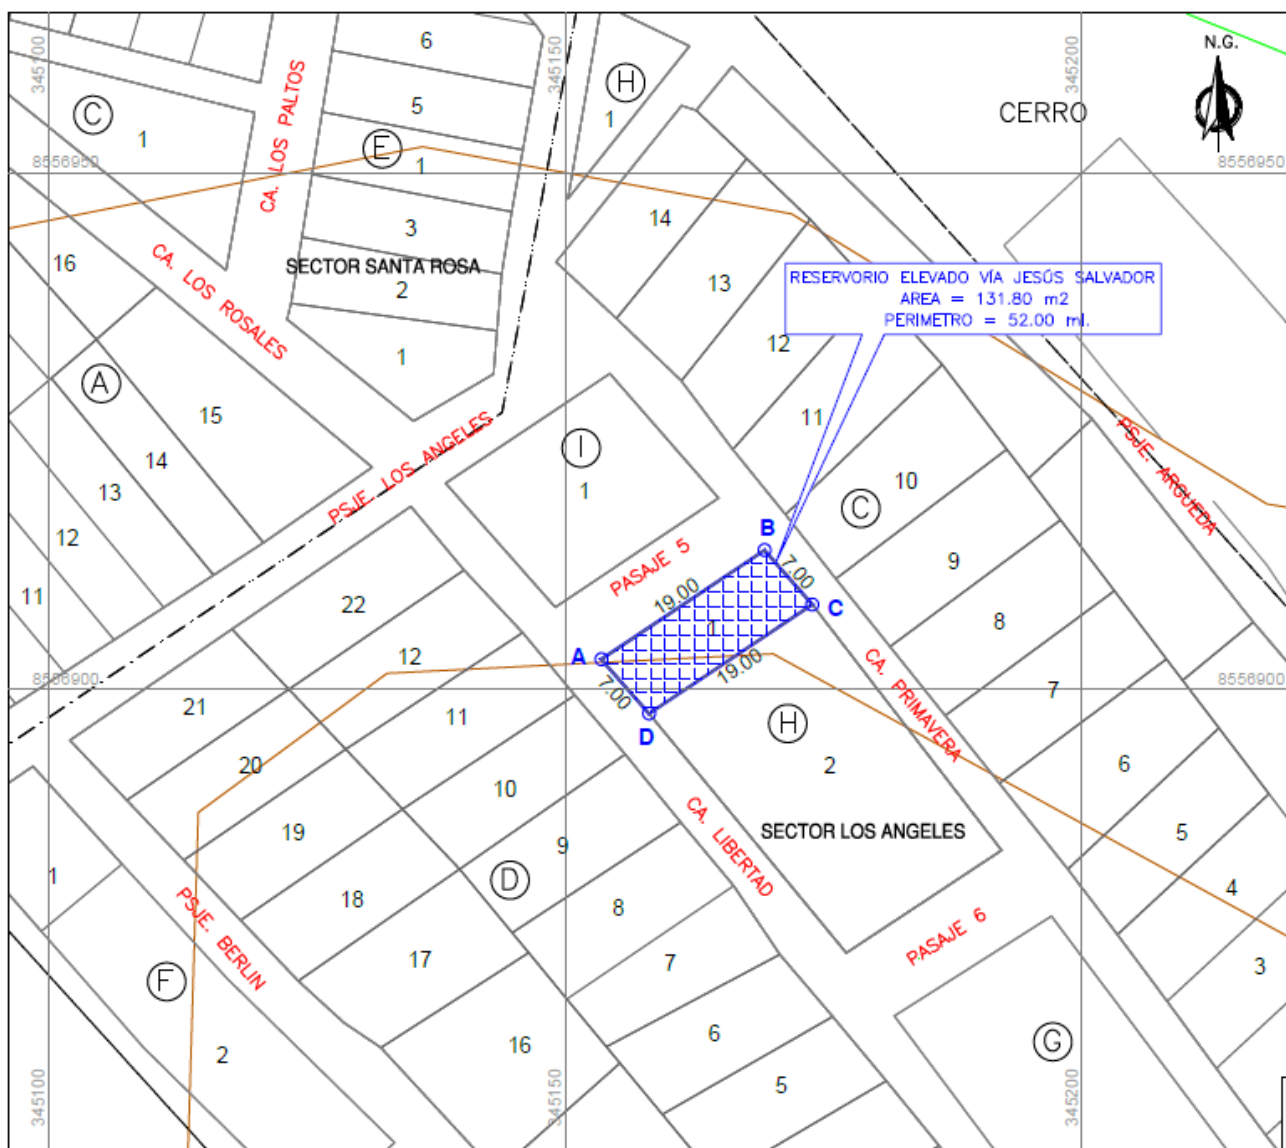 345100
345150
345200
N.G.
CERRO
6
5
1
3
2
1
E
H
1
C
1
CA. LOS PALTOS
8556950
8556950
16
CA. LOS ROSALES
SECTOR SANTA ROSA
14
13
12
11
RESERVORIO ELEVADO VÍA JESÚS SALVADOR
AREA = 131.80 m2
PERIMETRO = 52.00 ml.
A
15
14
13
12
11
PSJE. LOS ANGELES
I
1
PSJE. ARGUEDA
10
C
9
8
7
6
5
4
3
PASAJE 5
B
7.00
C
19.00
1
19.00
A
7.00
D
CA. PRIMAVERA
8556900
8556900
22
12
21
11
20
10
19
9
18
D
8
17
7
16
6
5
H
2
SECTOR LOS ANGELES
CA. LIBERTAD
PASAJE 6
G
1
PSJE. BERLIN
F
2
345100
345150
345200